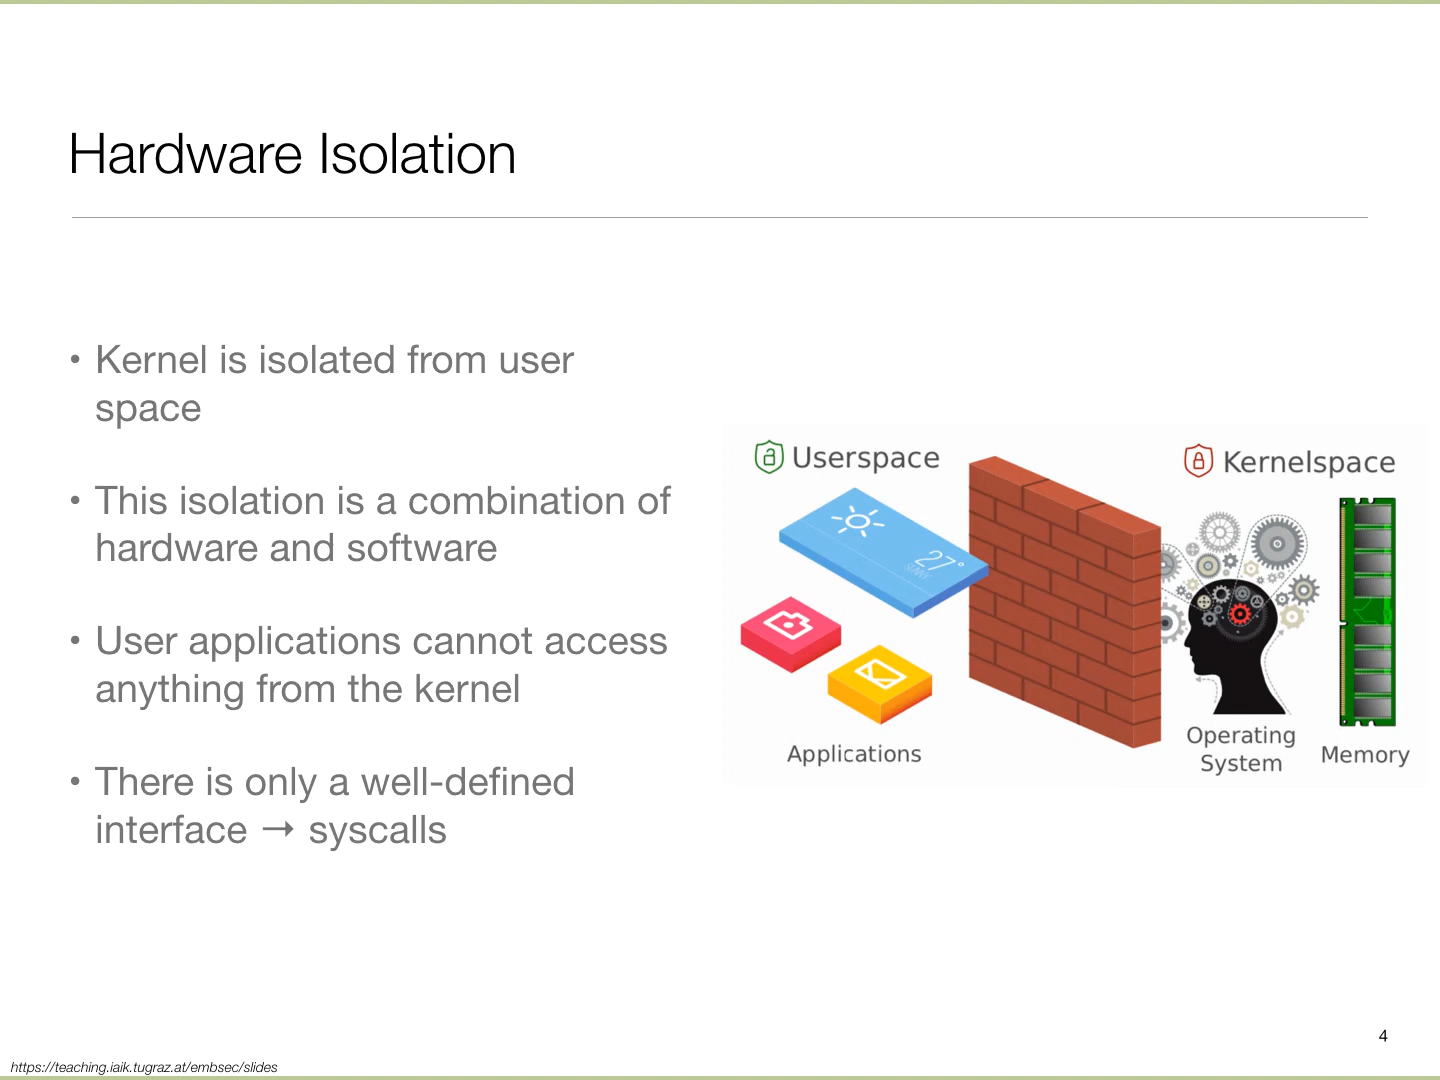 Hardware Isolation
• Kernel is isolated from user
space
• This isolation is a combination of
hardware and software
• User applications cannot access
anything from the kernel
• There is only a well-defined
interface → syscalls
Userspace
27°
SUNNY
Applications
Kernelspace
Operating
System
Memory
4
https://teaching.iaik.tugraz.at/embsec/slides